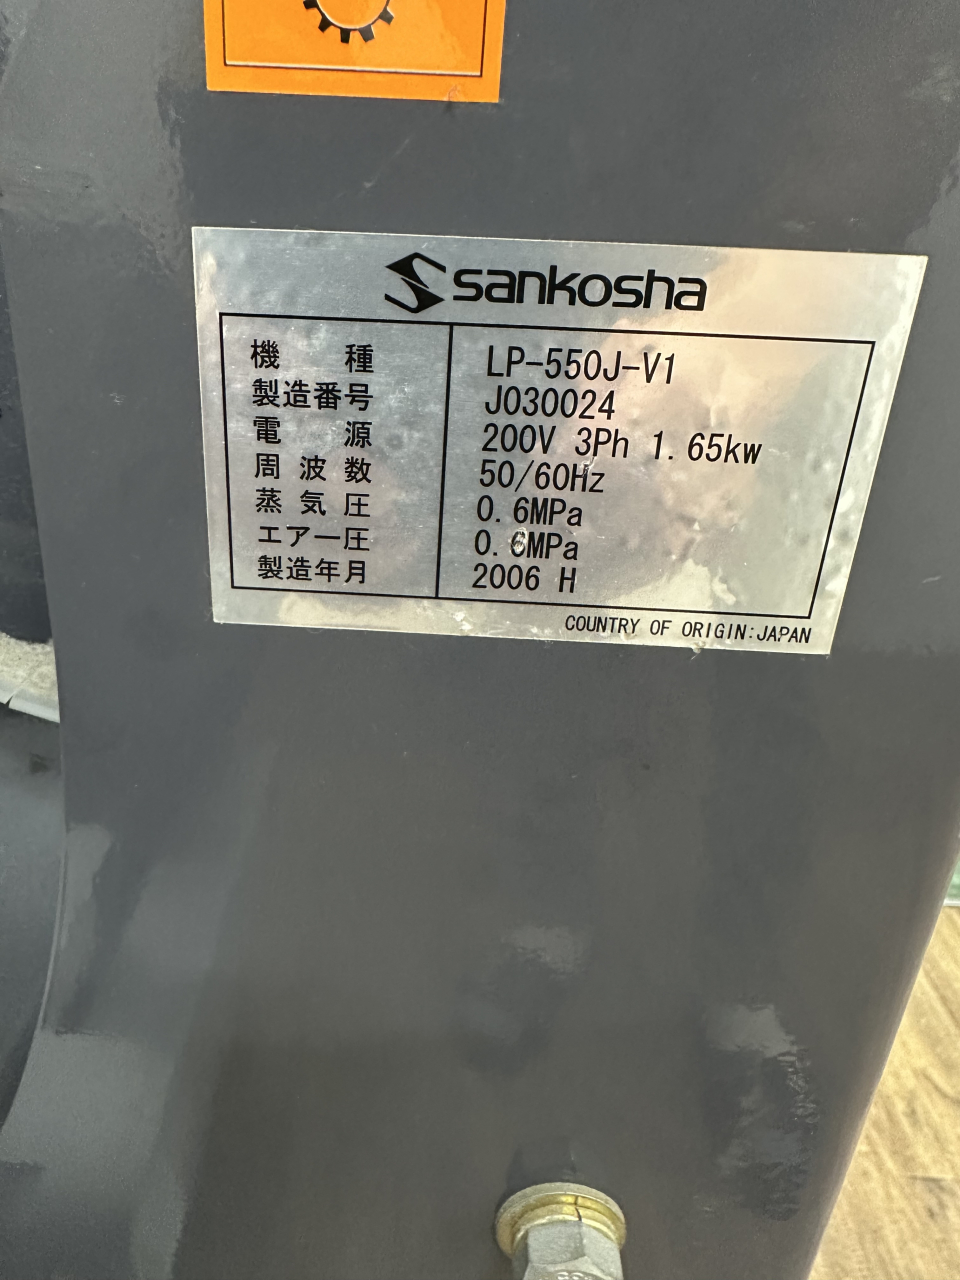 sankosha
機種 LP-550J-V1
製造番号 J030024
電源 200V 3Ph 1.65kw
周波数 50/60Hz
蒸気圧 0.6MPa
エアー圧 0.6MPa
製造年月 2006 H
COUNTRY OF ORIGIN:JAPAN